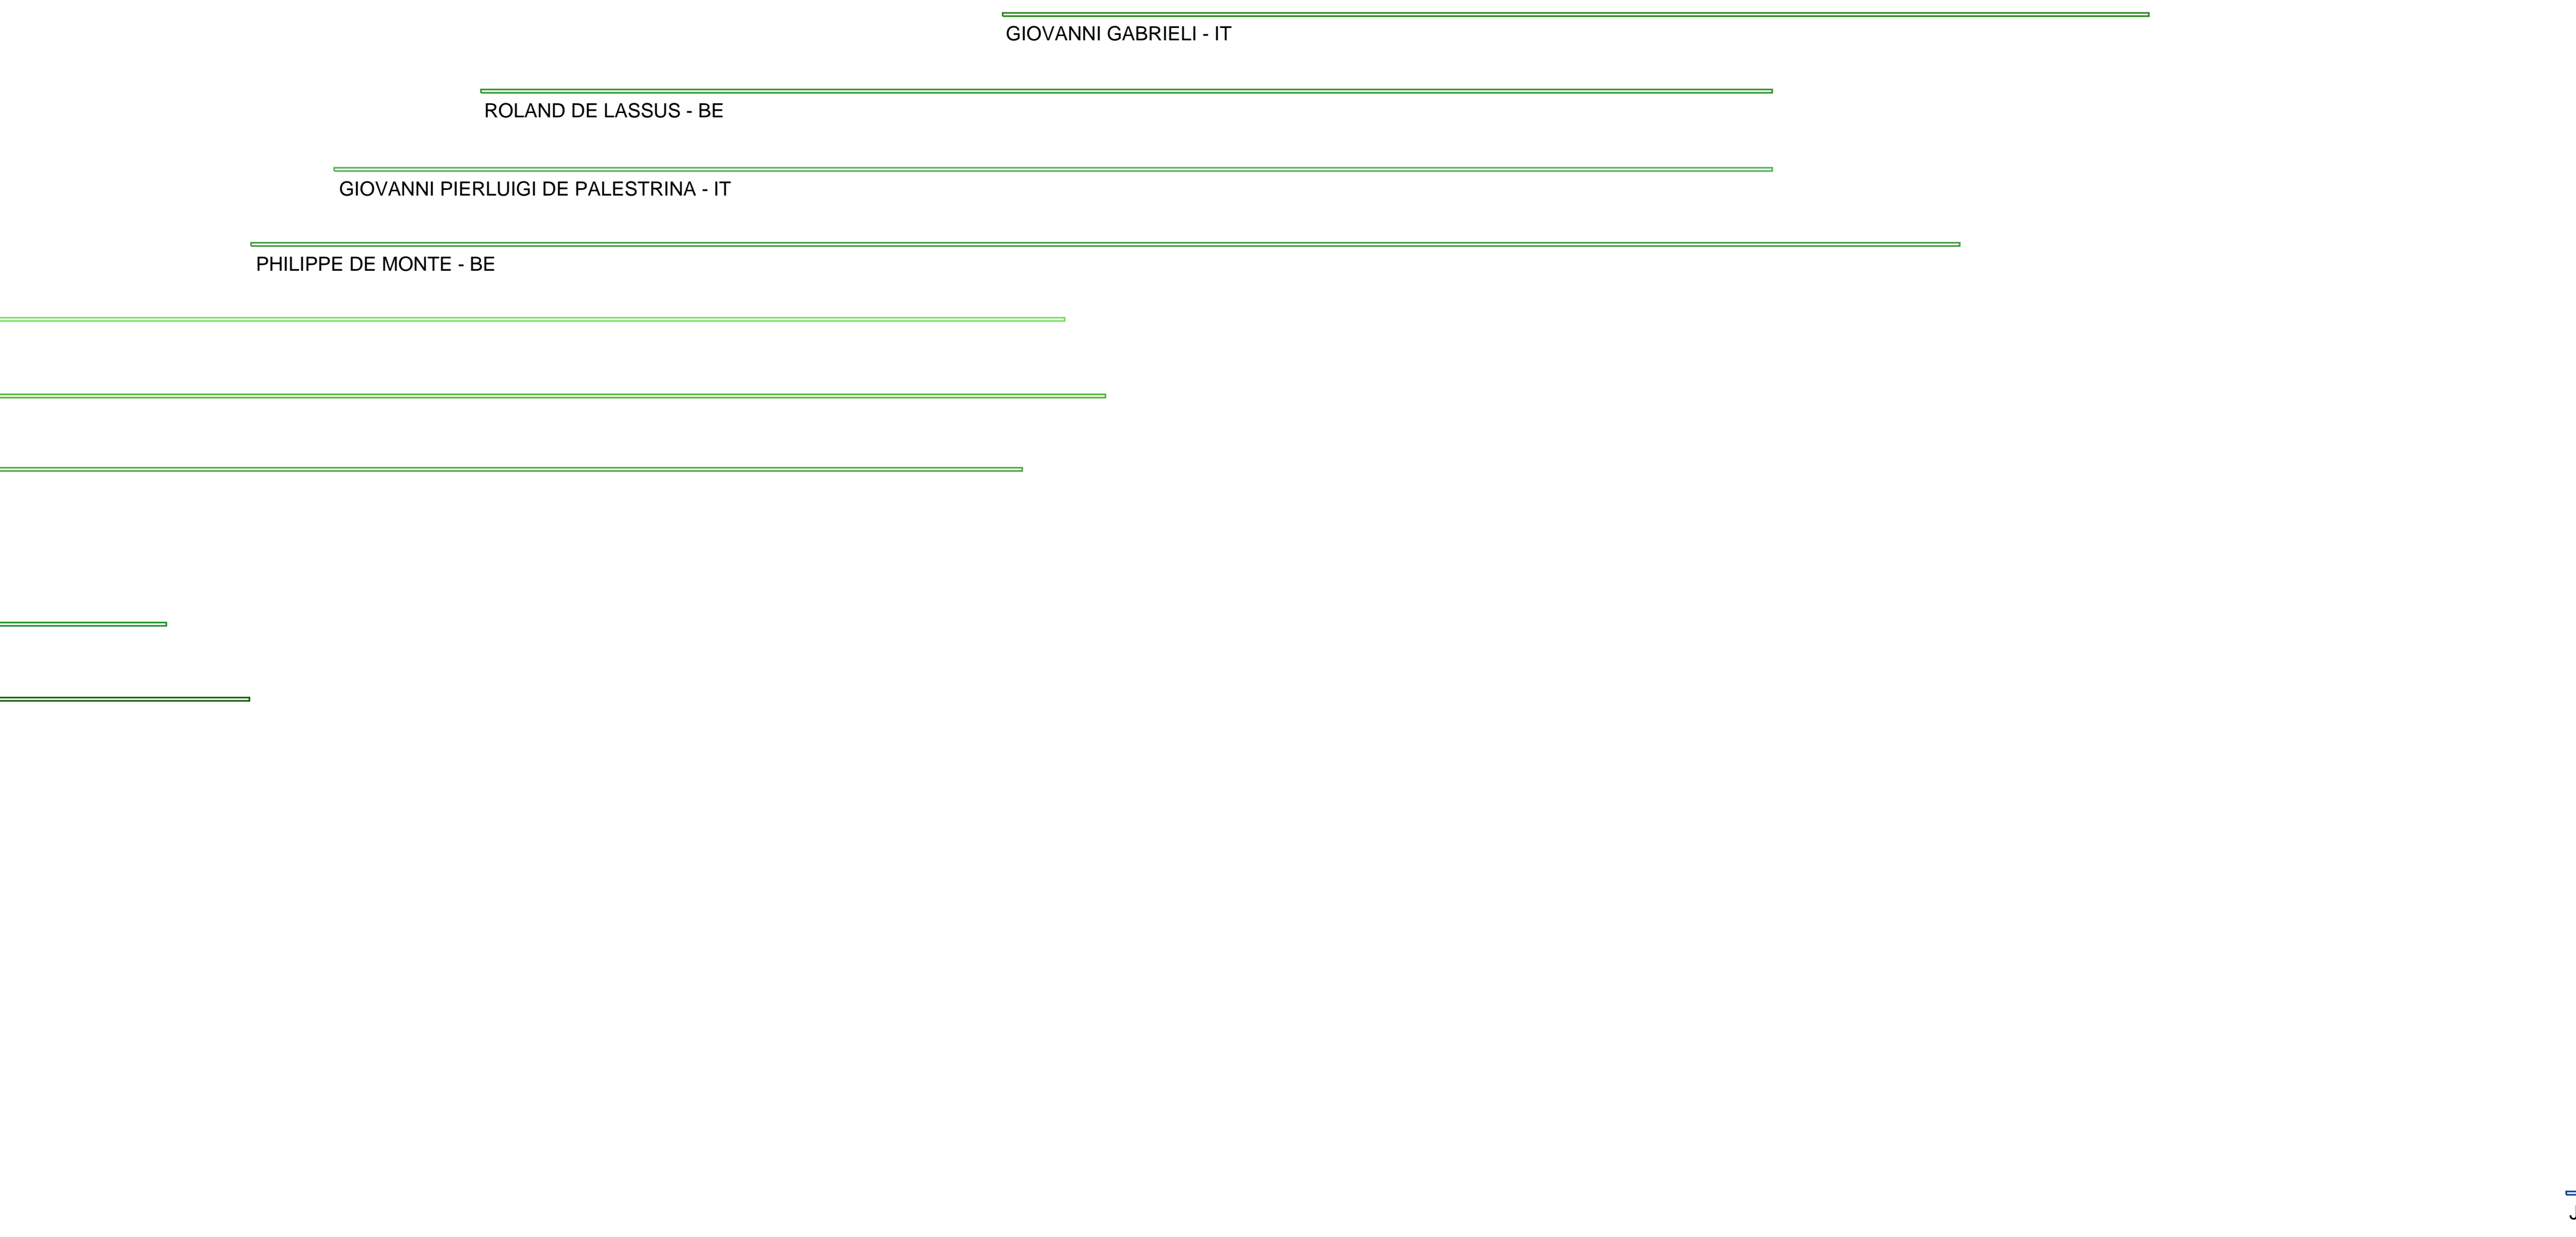 GIOVANNI GABRIELI - IT
ROLAND DE LASSUS - BE
GIOVANNI PIERLUIGI DE PALESTRINA - IT
PHILIPPE DE MONTE - BE